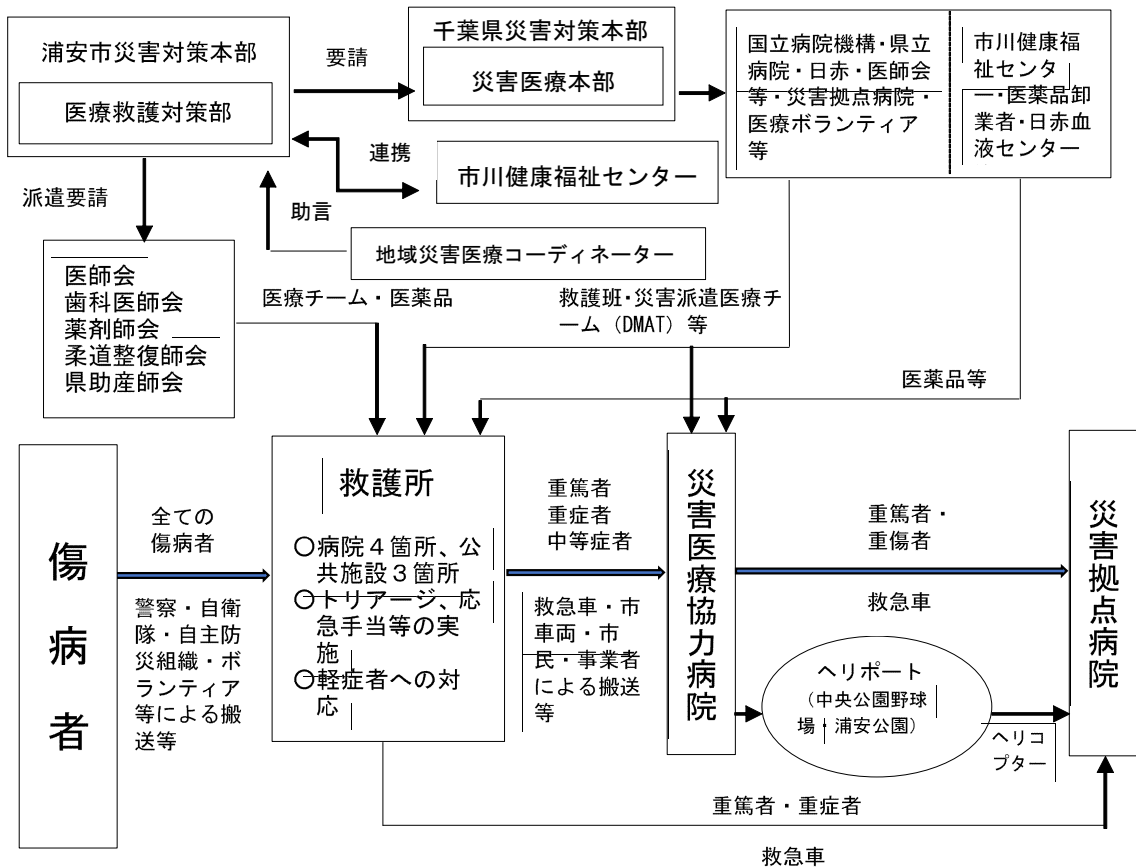 浦安市災害対策本部
医療救護対策部
要請
千葉県災害対策本部
災害医療本部
国立病院機構・県立
病院・日赤・医師会
等・災害拠点病院・
医療ボランティア
等
市川健康福
祉センタ
ー・医薬品卸
業者・日赤血
液センター
連携
市川健康福祉センター
派遣要請
助言
地域災害医療コーディネーター
医師会
歯科医師会
薬剤師会
柔道整復師会
県助産師会
医療チーム・医薬品
救護班・災害派遣医療チ
ーム（DMAT）等
医薬品等
傷病者
全ての
傷病者
警察・自衛
隊・自主防
災組織・ボ
ランティア
等による搬
送等
救護所
○病院４箇所、公
共施設３箇所
○トリアージ、応
急手当等の実
施
○軽症者への対
応
重篤者
重症者
中等症者
救急車・市
車両・市
民・事業者
による搬送
等
災害医療協力病院
重篤者・
重傷者
救急車
ヘリポート
（中央公園野球
場・浦安公園）
ヘリコ
プター
災害拠点病院
重篤者・重症者
救急車